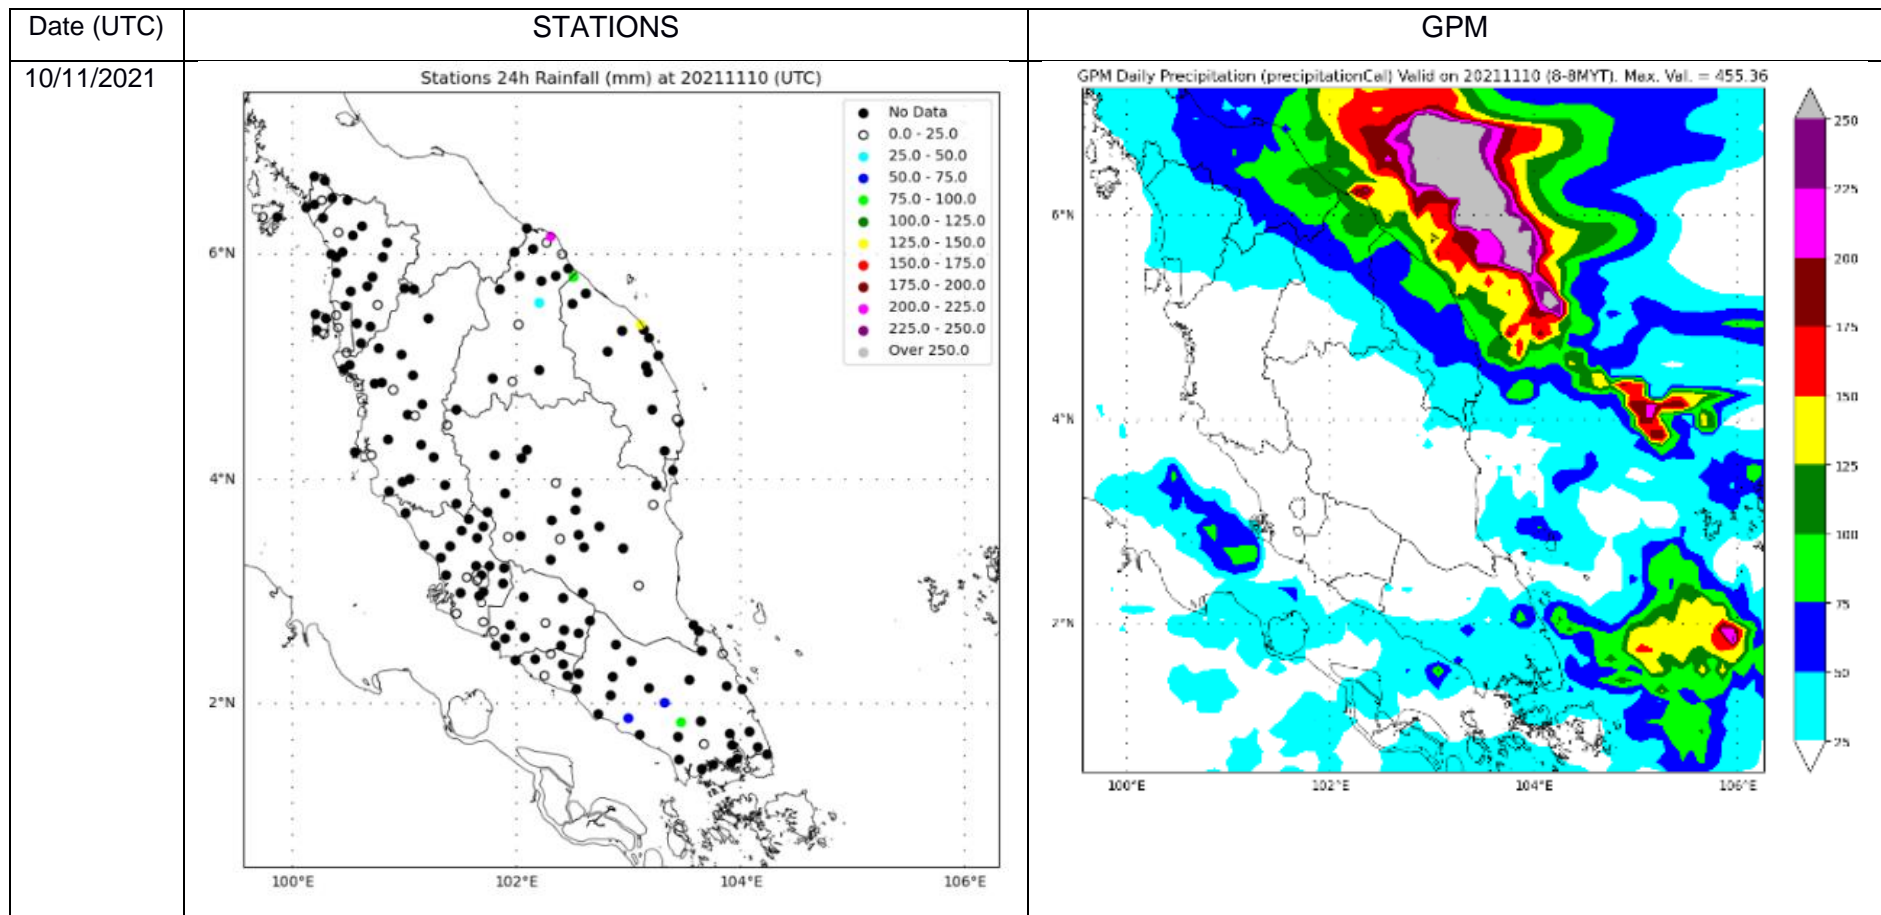 Date (UTC)
STATIONS
GPM
10/11/2021
Stations 24h Rainfall (mm) at 20211110 (UTC)
No Data
0.0 - 25.0
25.0 - 50.0
50.0 - 75.0
75.0 - 100.0
100.0 - 125.0
125.0 - 150.0
150.0 - 175.0
175.0 - 200.0
200.0 - 225.0
225.0 - 250.0
Over 250.0
6°N
4°N
2°N
100°E
102°E
104°E
106°E
GPM Daily Precipitation (precipitationCal) Valid on 20211110 (8-8MYT). Max. Val. = 455.36
6°N
4°N
2°N
100°E
102°E
104°E
106°E
250
225
200
175
150
125
100
75
50
25